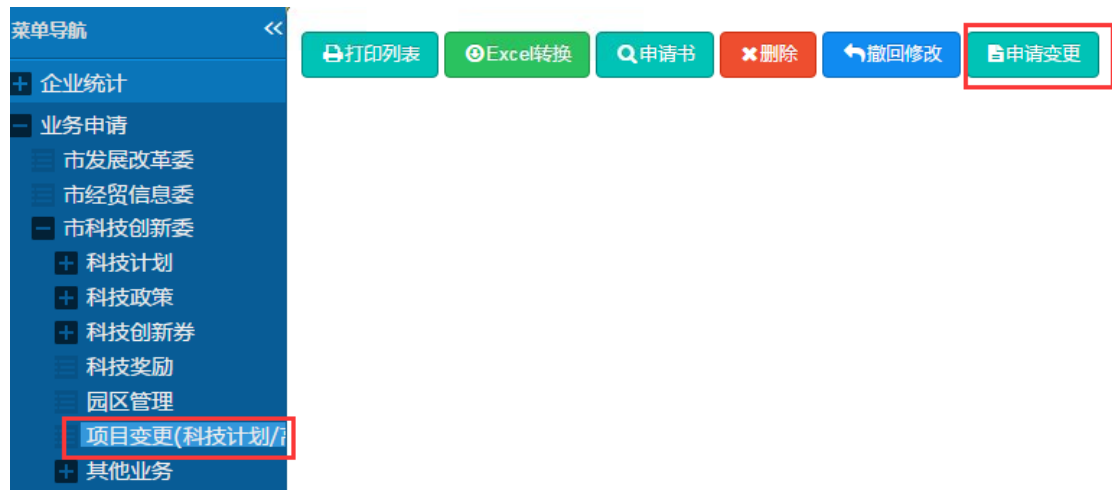 菜单导航 «
打印列表 Excel转换 申请书 删除 撤回修改 申请变更
企业统计
业务申请
市发展改革委
市经贸信息委
市科技创新委
科技计划
科技政策
科技创新券
科技奖励
园区管理
项目变更(科技计划/
其他业务